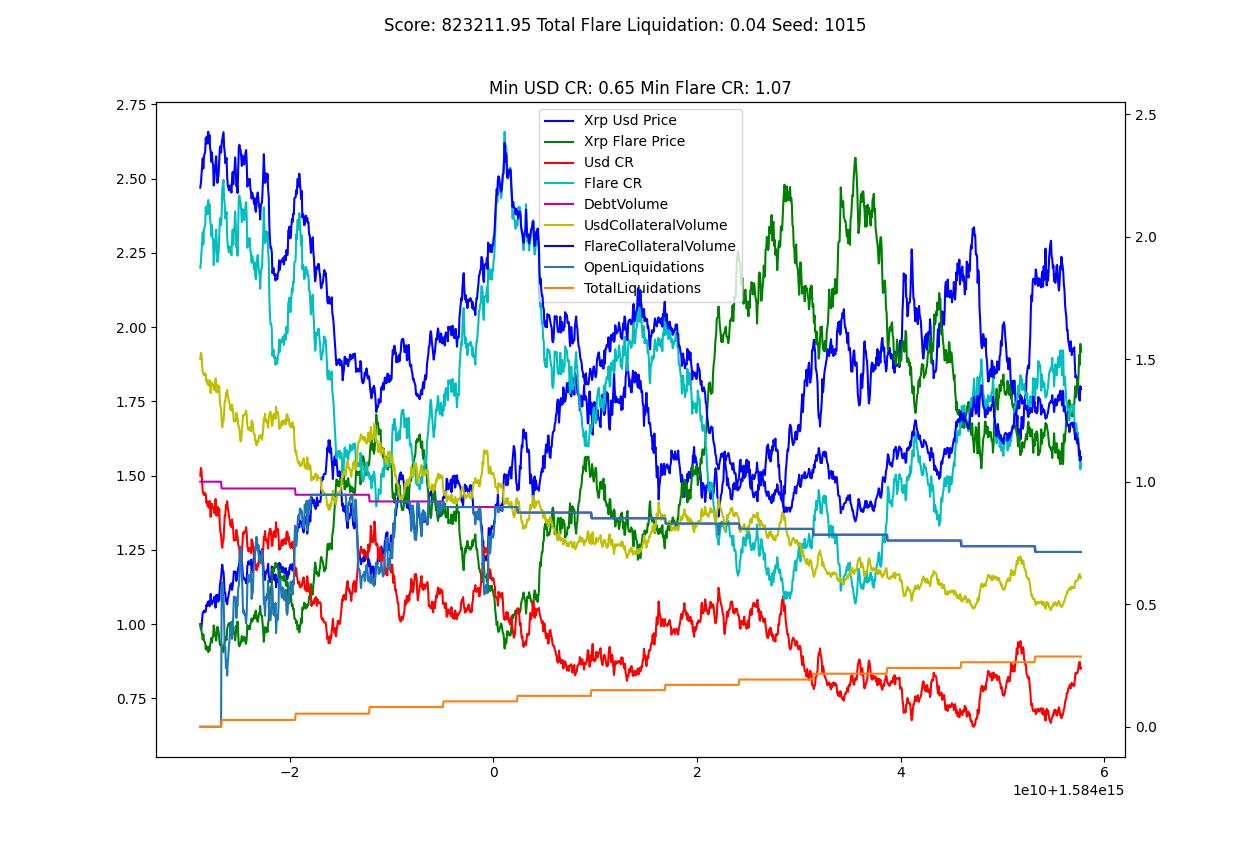 Score: 823211.95 Total Flare Liquidation: 0.04 Seed: 1015
Min USD CR: 0.65 Min Flare CR: 1.07
2.75
2.50
2.25
2.00
1.75
1.50
1.25
1.00
0.75
Xrp Usd Price
Xrp Flare Price
Usd CR
Flare CR
DebtVolume
UsdCollateralVolume
FlareCollateralVolume
OpenLiquidations
TotalLiquidations
2.5
2.0
1.5
1.0
0.5
0.0
−2
0
2
4
6
1e10+1.584e15